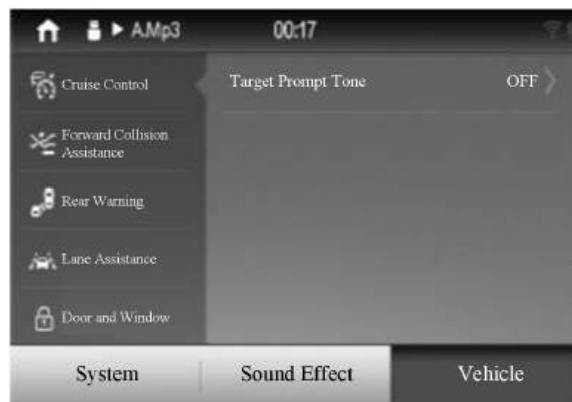 A.Mp3 00:17
Cruise Control
Target Prompt Tone OFF
Forward Collision
Assistance
Rear Warning
Lane Assistance
Door and Window
System Sound Effect Vehicle